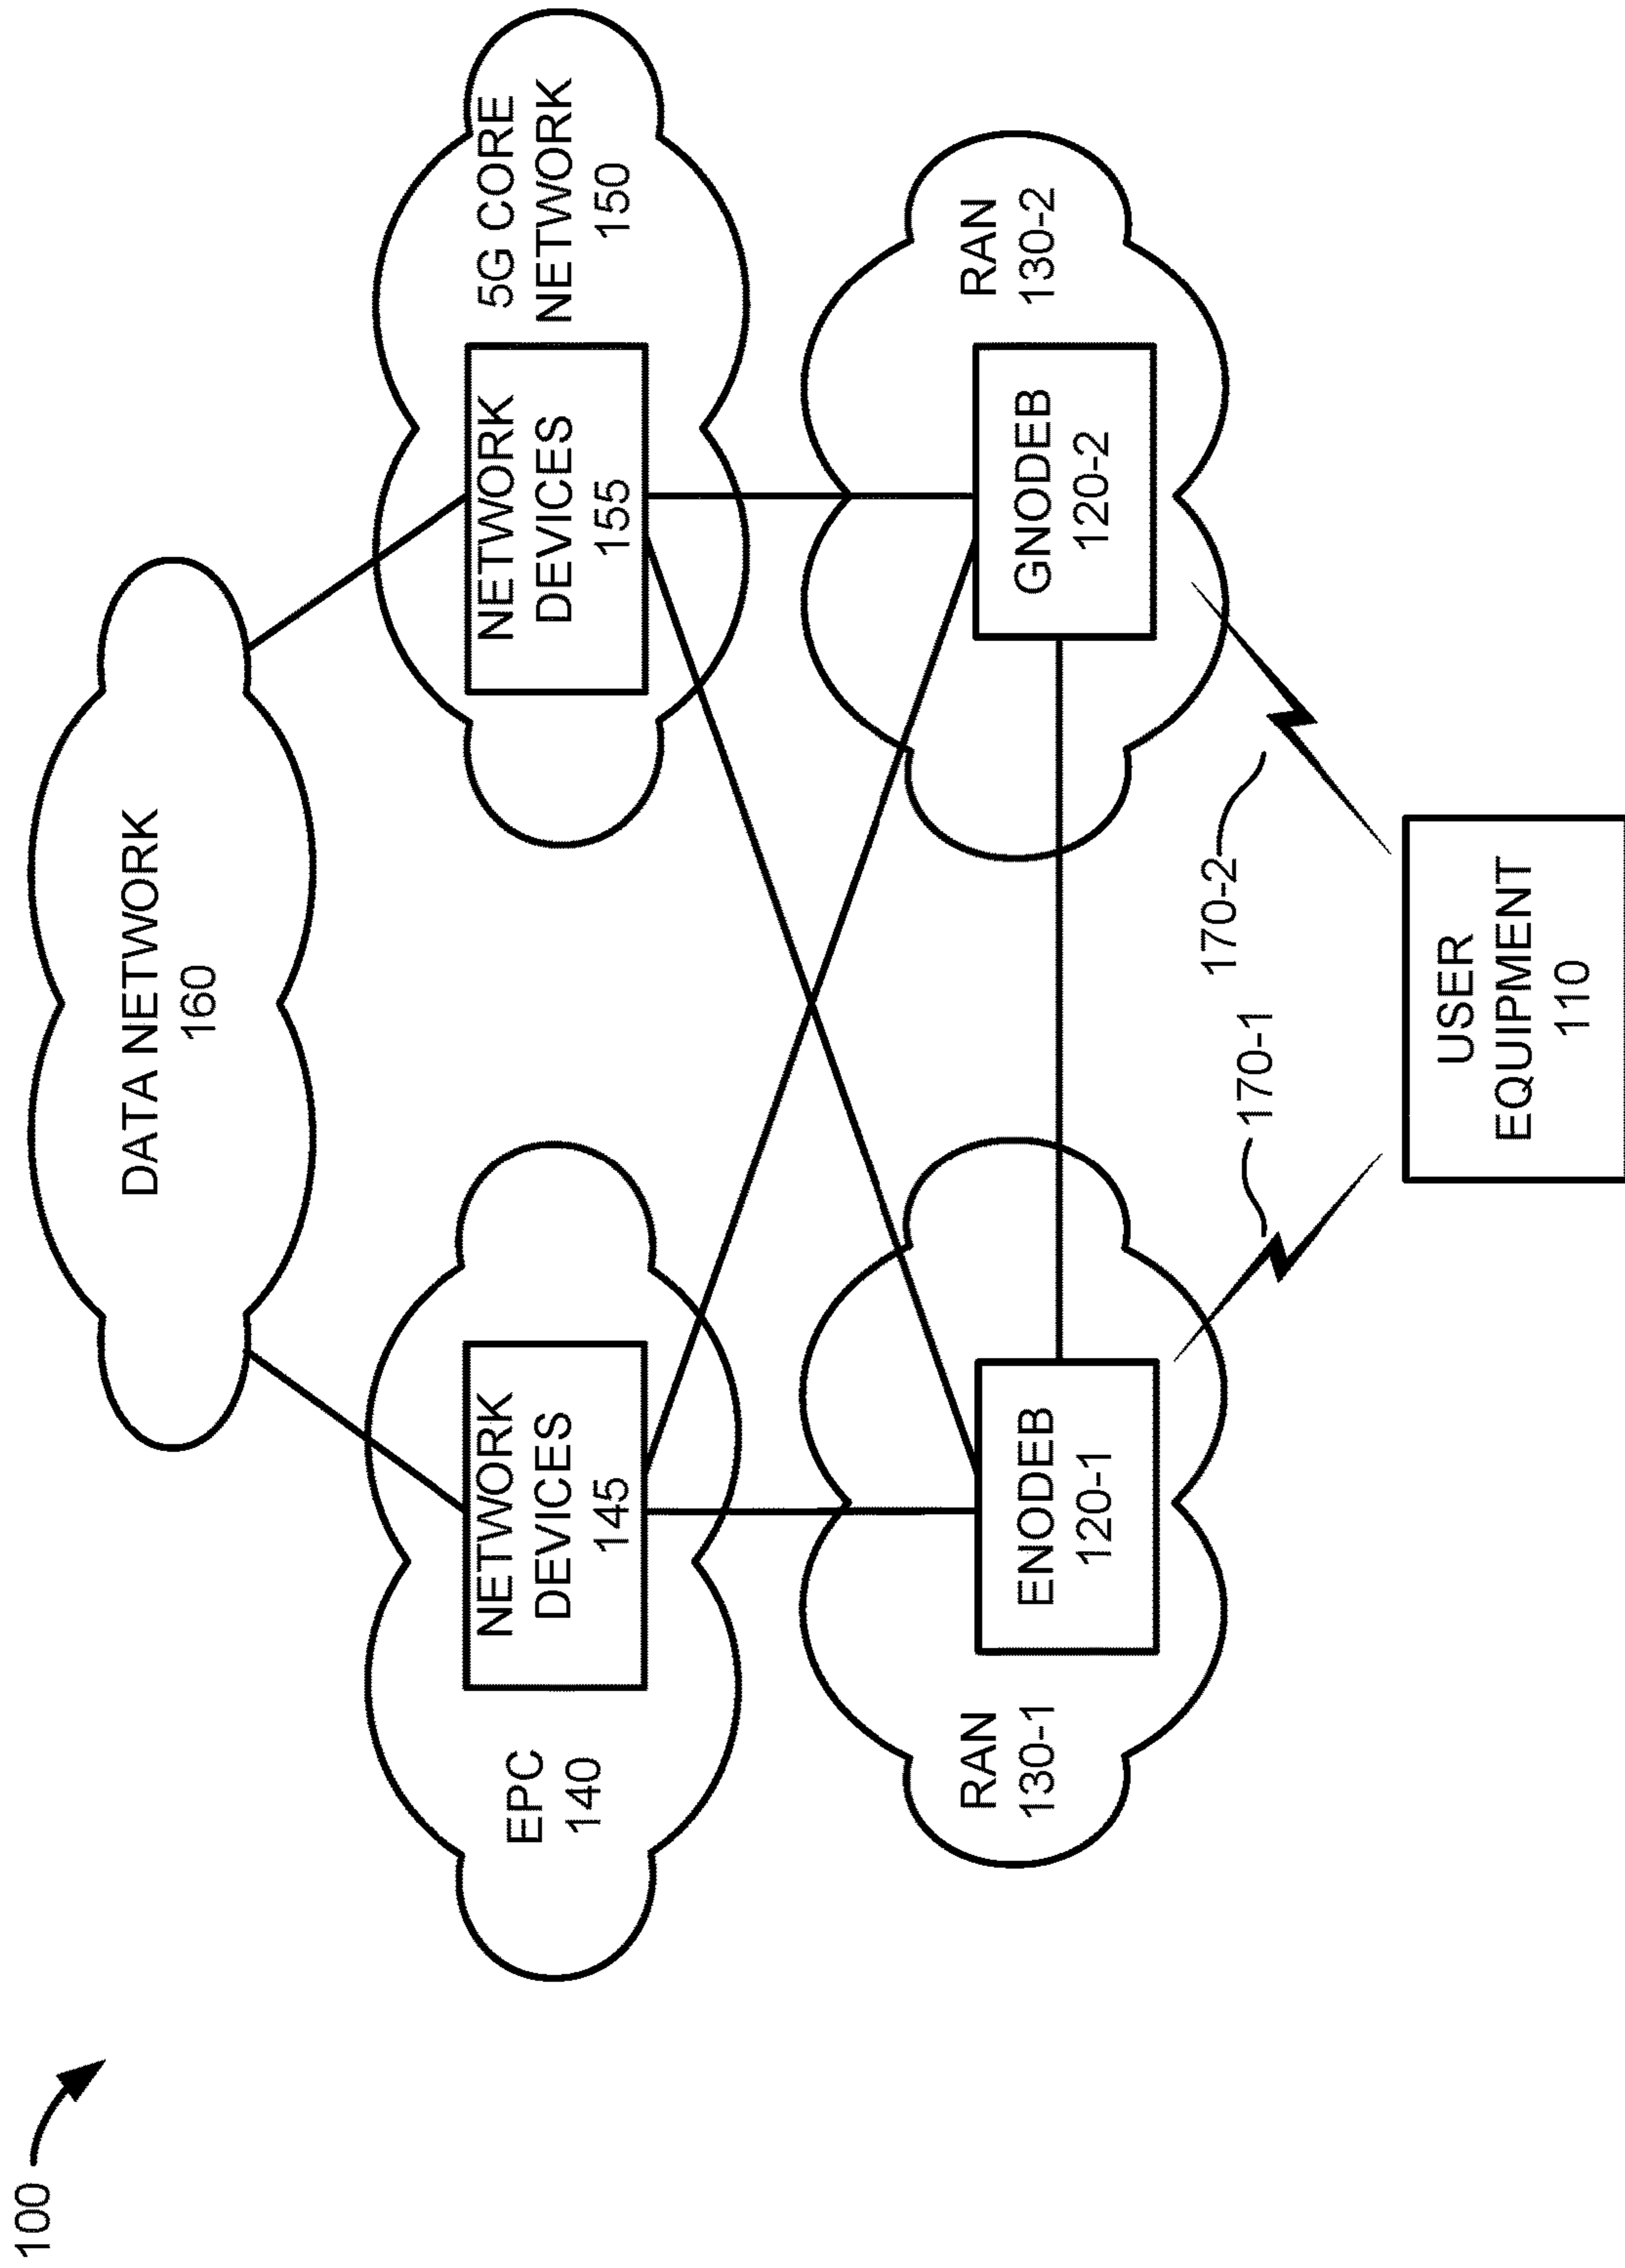 100
DATA NETWORK
160
EPC
140
NETWORK
DEVICES
145
NETWORK
DEVICES
155
5G CORE
NETWORK
150
RAN
130-1
ENODEB
120-1
GNODEB
120-2
RAN
130-2
170-1
170-2
USER
EQUIPMENT
110